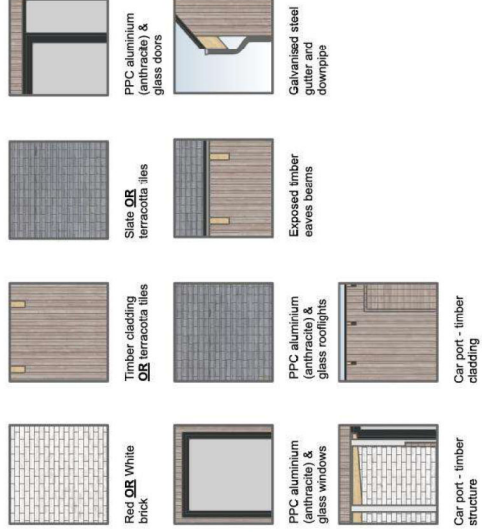 Red OR White
brick
Timber cladding
OR terracotta tiles
Slate OR
terracotta tiles
PPC aluminium
(anthracite) &
glass doors
PPC aluminium
(anthracite) &
glass windows
PPC aluminium
(anthracite) &
glass rooflights
Exposed timber
eaves beams
Galvanised steel
gutter and
downpipe
Car port - timber
structure
Car port - timber
cladding